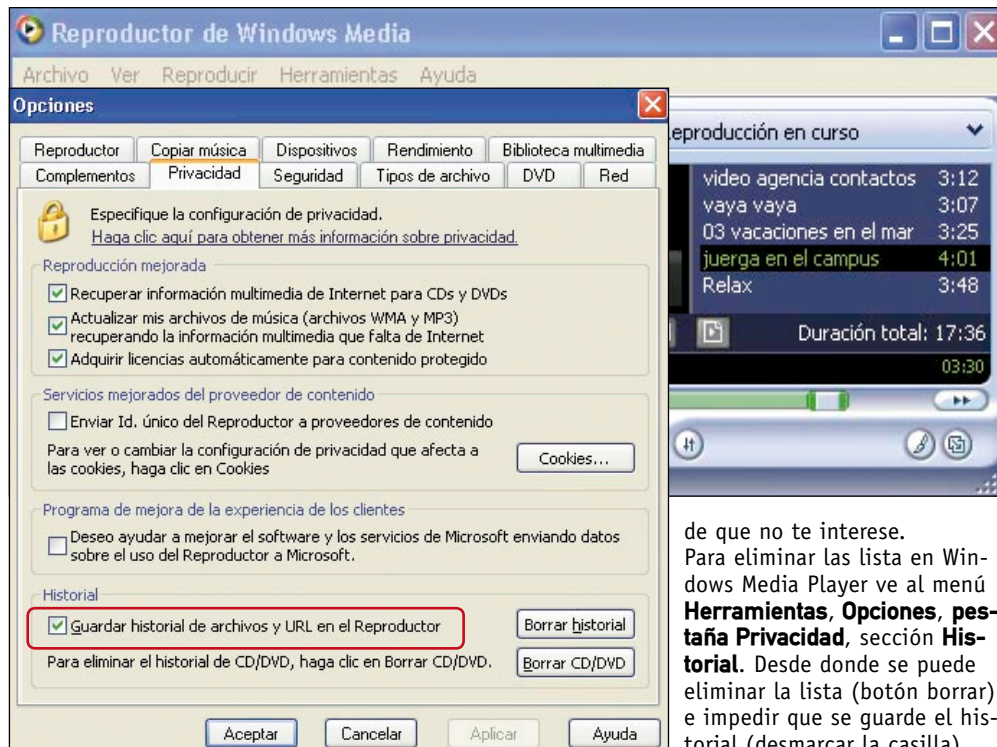 Reproductor de Windows Media
Archivo Ver Reproducir Herramientas Ayuda
Opciones
Reproductor Copiar música Dispositivos Rendimiento Biblioteca multimedia
Complementos Privacidad Seguridad Tipos de archivo DVD Red
Especifique la configuración de privacidad.
Haga clic aquí para obtener más información sobre privacidad.
Reproducción mejorada
Recuperar información multimedia de Internet para CDs y DVDs
Actualizar mis archivos de música (archivos WMA y MP3)
recuperando la información multimedia que falta de Internet
Adquirir licencias automáticamente para contenido protegido
Servicios mejorados del proveedor de contenido
Enviar Id. único del Reproductor a proveedores de contenido
Para ver o cambiar la configuración de privacidad que afecta a
las cookies, haga clic en Cookies
Cookies...
Programa de mejora de la experiencia de los clientes
Deseo ayudar a mejorar el software y los servicios de Microsoft enviando datos
sobre el uso del Reproductor a Microsoft.
Historial
Guardar historial de archivos y URL en el Reproductor
Borrar historial
Para eliminar el historial de CD/DVD, haga clic en Borrar CD/DVD.
Borrar CD/DVD
Aceptar Cancelar Aplicar Ayuda
eproducción en curso
video agencia contactos 3:12
vaya vaya 3:07
03 vacaciones en el mar 3:25
juerga en el campus 4:01
Relax 3:48
Duración total: 17:36
03:30
de que no te interese.
Para eliminar las lista en Win-
dows Media Player ve al menú
Herramientas, Opciones, pes-
taña Privacidad, sección His-
torial. Desde donde se puede
eliminar la lista (botón borrar)
e impedir que se guarde el his-
torial (desmarcar la casilla)